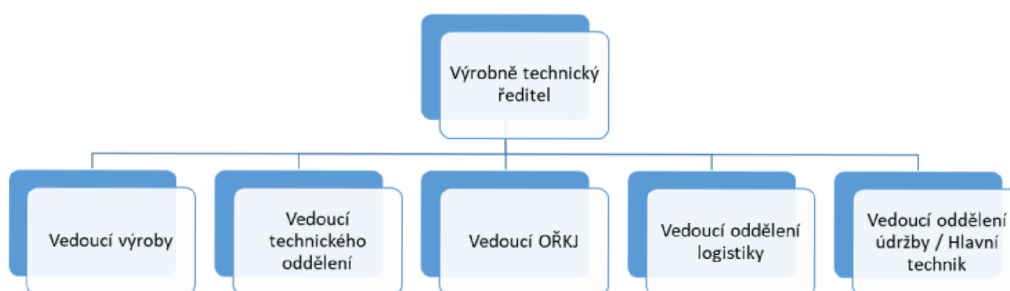 Výrobně technický
ředitel
Vedoucí výroby
Vedoucí
technického
oddělení
Vedoucí OŘKJ
Vedoucí oddělení
logistiky
Vedoucí oddělení
údržby / Hlavní
technik